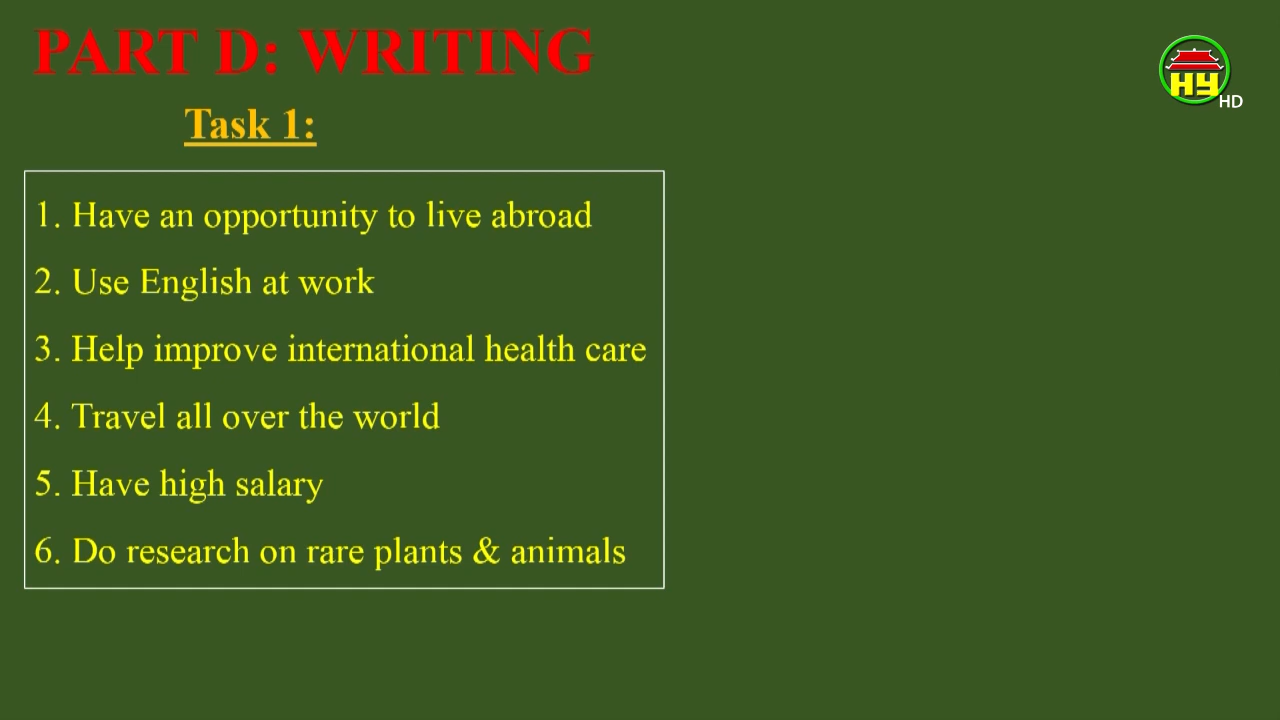 PART D: WRITING
HY
HD
Task 1:
1. Have an opportunity to live abroad
2. Use English at work
3. Help improve international health care
4. Travel all over the world
5. Have high salary
6. Do research on rare plants & animals